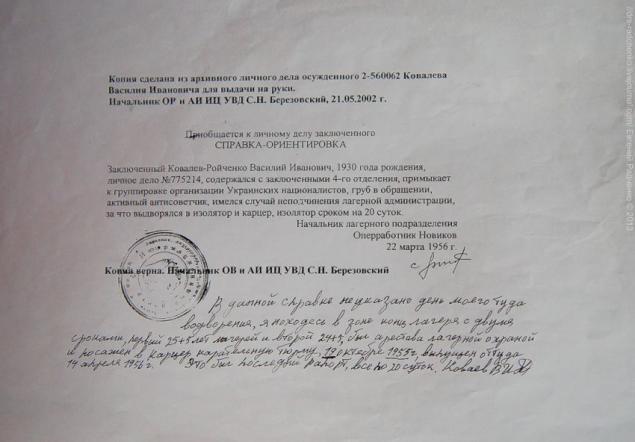 Копия сделана из архивного личного дела осужденного 2-560062 Ковалева
Василия Ивановича для выдачи на руки.
Начальник ОР и АИ ИЦ УВД С.Н. Березовский, 21.05.2002 г.
Приобщается к личному делу заключенного
СПРАВКА-ОРИЕНТИРОВКА
Заключенный Ковалев-Ройченко Василий Иванович, 1930 года рождения,
личное дело №775214, содержался с заключенными 4-го отделения, примыкает
к группировке организации Украинских националистов, груб в обращении,
активный антисоветчик, имелся случай неподчинения лагерной администрации,
за что выдворялся в изолятор и карцер, изолятор сроком на 20 суток.
Начальник лагерного подразделения
Оперработник Новиков
22 марта 1956 г.
Копия верна. Начальник ОВ и АИ ИЦ УВД С.Н. Березовский
В данной справке неуказано день моего туда
водворения, я находясь в зоне конц лагеря с двумя
сроками, первый 25+5 лет лагерей и второй 24+5, был арестован лагерной охраной
и посажен в карцер карательную тюрьму, 19 октября 1955 г, выпущен оттуда
14 апреля 1956 г. Это был последний рапорт, всего 20 суток.